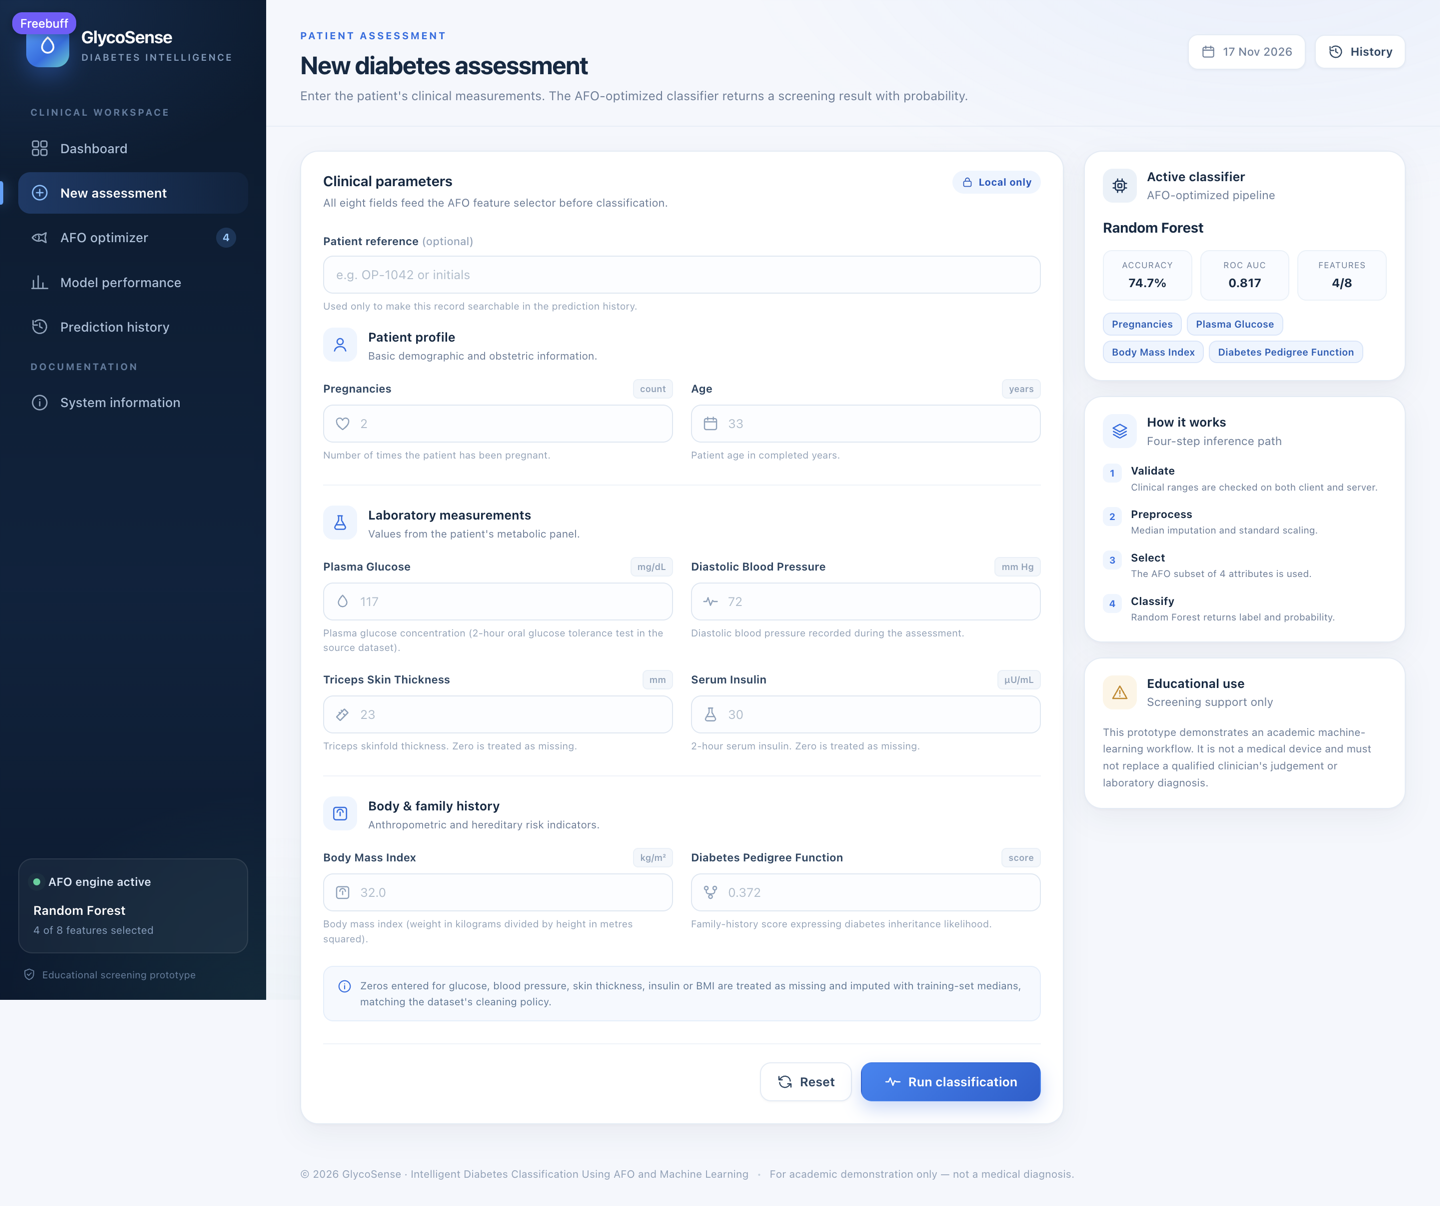 Freebuff
GlycoSense
DIABETES INTELLIGENCE
CLINICAL WORKSPACE
Dashboard
New assessment
AFO optimizer
4
Model performance
Prediction history
DOCUMENTATION
System information
AFO engine active
Random Forest
4 of 8 features selected
Educational screening prototype
PATIENT ASSESSMENT
New diabetes assessment
Enter the patient's clinical measurements. The AFO-optimized classifier returns a screening result with probability.
17 Nov 2026
History
Clinical parameters
All eight fields feed the AFO feature selector before classification.
Local only
Patient reference (optional)
e.g. OP-1042 or initials
Used only to make this record searchable in the prediction history.
Patient profile
Basic demographic and obstetric information.
Pregnancies
count
2
Number of times the patient has been pregnant.
Age
years
33
Patient age in completed years.
Laboratory measurements
Values from the patient's metabolic panel.
Plasma Glucose
mg/dL
117
Plasma glucose concentration (2-hour oral glucose tolerance test in the
source dataset).
Diastolic Blood Pressure
mm Hg
72
Diastolic blood pressure recorded during the assessment.
Triceps Skin Thickness
mm
23
Triceps skinfold thickness. Zero is treated as missing.
Serum Insulin
μU/mL
30
2-hour serum insulin. Zero is treated as missing.
Body & family history
Anthropometric and hereditary risk indicators.
Body Mass Index
kg/m²
32.0
Body mass index (weight in kilograms divided by height in metres
squared).
Diabetes Pedigree Function
score
0.372
Family-history score expressing diabetes inheritance likelihood.
Zeros entered for glucose, blood pressure, skin thickness, insulin or BMI are treated as missing and imputed with training-set medians,
matching the dataset's cleaning policy.
Reset
Run classification
Active classifier
AFO-optimized pipeline
Random Forest
ACCURACY
74.7%
ROC AUC
0.817
FEATURES
4/8
Pregnancies
Plasma Glucose
Body Mass Index
Diabetes Pedigree Function
How it works
Four-step inference path
1
Validate
Clinical ranges are checked on both client and server.
2
Preprocess
Median imputation and standard scaling.
3
Select
The AFO subset of 4 attributes is used.
4
Classify
Random Forest returns label and probability.
Educational use
Screening support only
This prototype demonstrates an academic machine-
learning workflow. It is not a medical device and must
not replace a qualified clinician's judgement or
laboratory diagnosis.
© 2026 GlycoSense · Intelligent Diabetes Classification Using AFO and Machine Learning · For academic demonstration only — not a medical diagnosis.